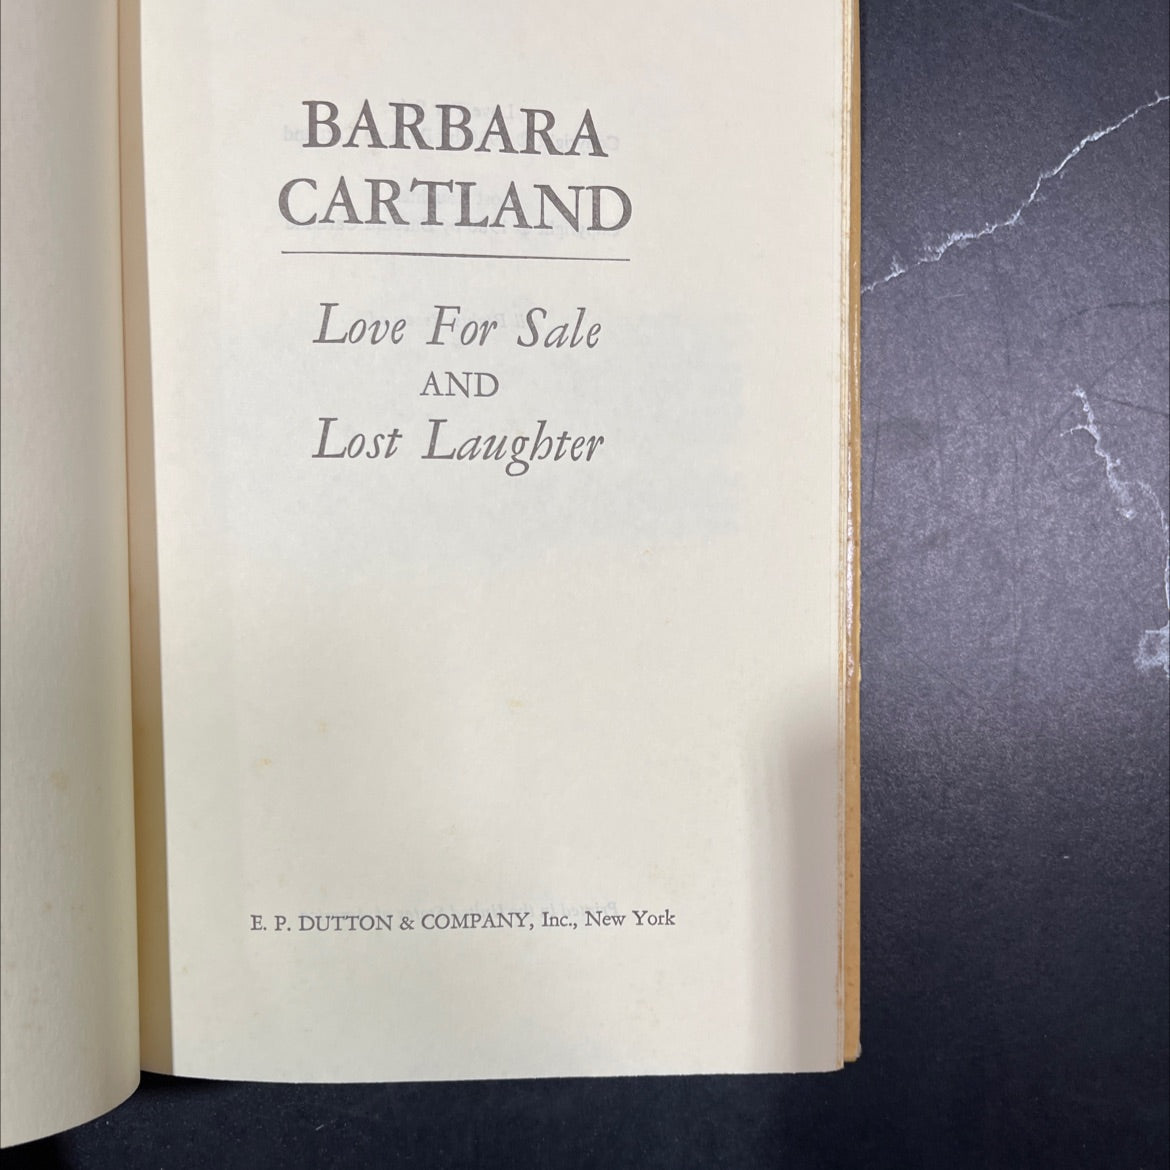 BARBARA
CARTLAND
Love For Sale
AND
Lost Laughter
E. P. DUTTON & COMPANY, Inc., New York